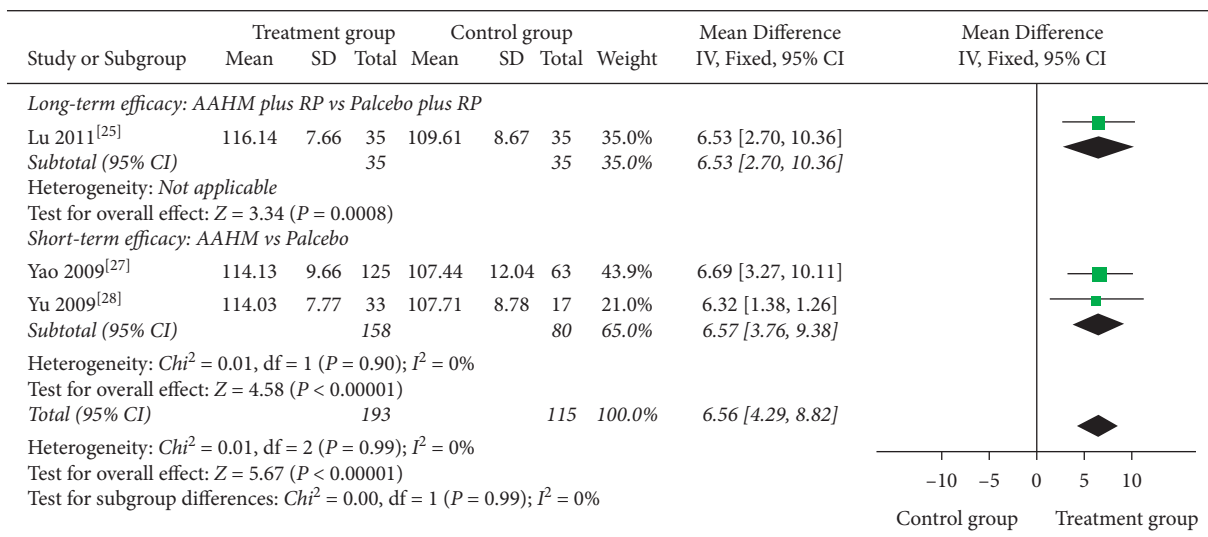 Treatment group Control group Mean Difference Mean Difference
Study or Subgroup Mean SD Total Mean SD Total Weight IV, Fixed, 95% CI IV, Fixed, 95% CI
Long-term efficacy: AAHM plus RP vs Palcebo plus RP
Lu 2011[25] 116.14 7.66 35 109.61 8.67 35 35.0% 6.53 [2.70, 10.36]
Subtotal (95% CI) 35 35 35.0% 6.53 [2.70, 10.36]
Heterogeneity: Not applicable
Test for overall effect: Z = 3.34 (P = 0.0008)
Short-term efficacy: AAHM vs Palcebo
Yao 2009[27] 114.13 9.66 125 107.44 12.04 63 43.9% 6.69 [3.27, 10.11]
Yu 2009[28] 114.03 7.77 33 107.71 8.78 17 21.0% 6.32 [1.38, 1.26]
Subtotal (95% CI) 158 80 65.0% 6.57 [3.76, 9.38]
Heterogeneity: Chi² = 0.01, df = 1 (P = 0.90); I² = 0%
Test for overall effect: Z = 4.58 (P < 0.00001)
Total (95% CI) 193 115 100.0% 6.56 [4.29, 8.82]
Heterogeneity: Chi² = 0.01, df = 2 (P = 0.99); I² = 0%
Test for overall effect: Z = 5.67 (P < 0.00001)
Test for subgroup differences: Chi² = 0.00, df = 1 (P = 0.99); I² = 0%
−10 −5 0 5 10
Control group Treatment group